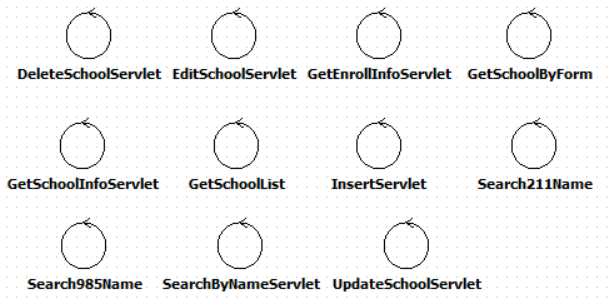 DeleteSchoolServlet EditSchoolServlet GetEnrollInfoServlet GetSchoolByForm
GetSchoolInfoServlet GetSchoolList InsertServlet Search211Name
Search985Name SearchByNameServlet UpdateSchoolServlet